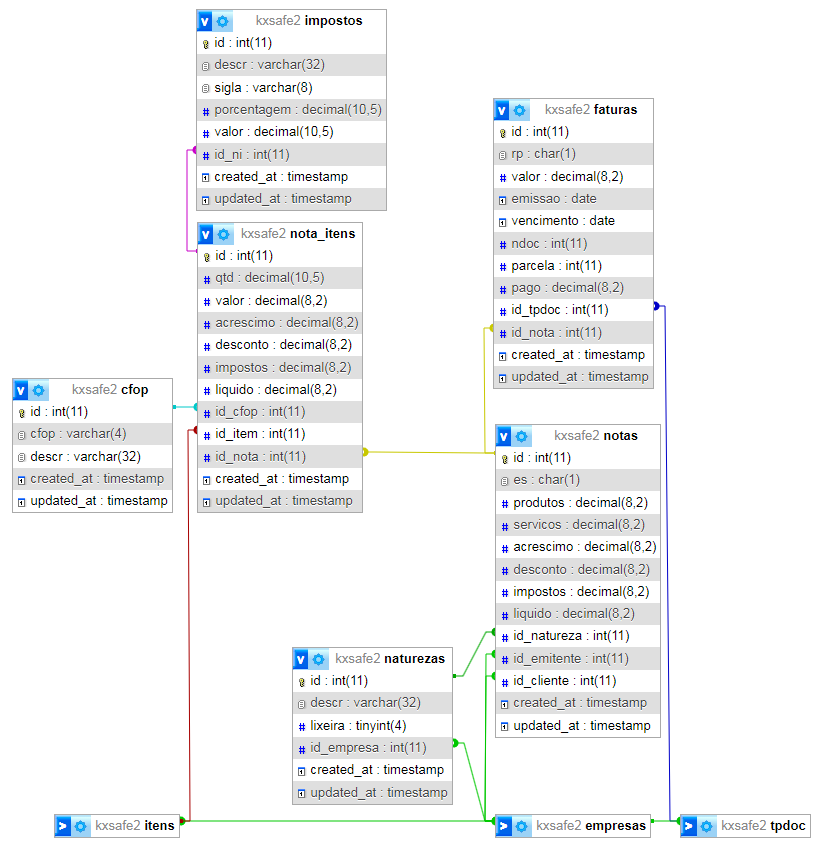 kxsafe2 impostos
id : int(11)
descr : varchar(32)
sigla : varchar(8)
porcentagem : decimal(10,5)
valor : decimal(10,5)
id_ni : int(11)
created_at : timestamp
updated_at : timestamp
kxsafe2 faturas
id : int(11)
rp : char(1)
valor : decimal(8,2)
emissao : date
vencimento : date
ndoc : int(11)
parcela : int(11)
pago : decimal(8,2)
id_tpdoc : int(11)
id_nota : int(11)
created_at : timestamp
updated_at : timestamp
kxsafe2 nota_itens
id : int(11)
qtd : decimal(10,5)
valor : decimal(8,2)
acrescimo : decimal(8,2)
desconto : decimal(8,2)
impostos : decimal(8,2)
liquido : decimal(8,2)
id_cfop : int(11)
id_item : int(11)
id_nota : int(11)
created_at : timestamp
updated_at : timestamp
kxsafe2 cfop
id : int(11)
cfop : varchar(4)
descr : varchar(32)
created_at : timestamp
updated_at : timestamp
kxsafe2 notas
id : int(11)
es : char(1)
produtos : decimal(8,2)
servicos : decimal(8,2)
acrescimo : decimal(8,2)
desconto : decimal(8,2)
impostos : decimal(8,2)
liquido : decimal(8,2)
id_natureza : int(11)
id_emitente : int(11)
id_cliente : int(11)
created_at : timestamp
updated_at : timestamp
kxsafe2 naturezas
id : int(11)
descr : varchar(32)
lixeira : tinyint(4)
id_empresa : int(11)
created_at : timestamp
updated_at : timestamp
kxsafe2 itens
kxsafe2 empresas
kxsafe2 tpdoc